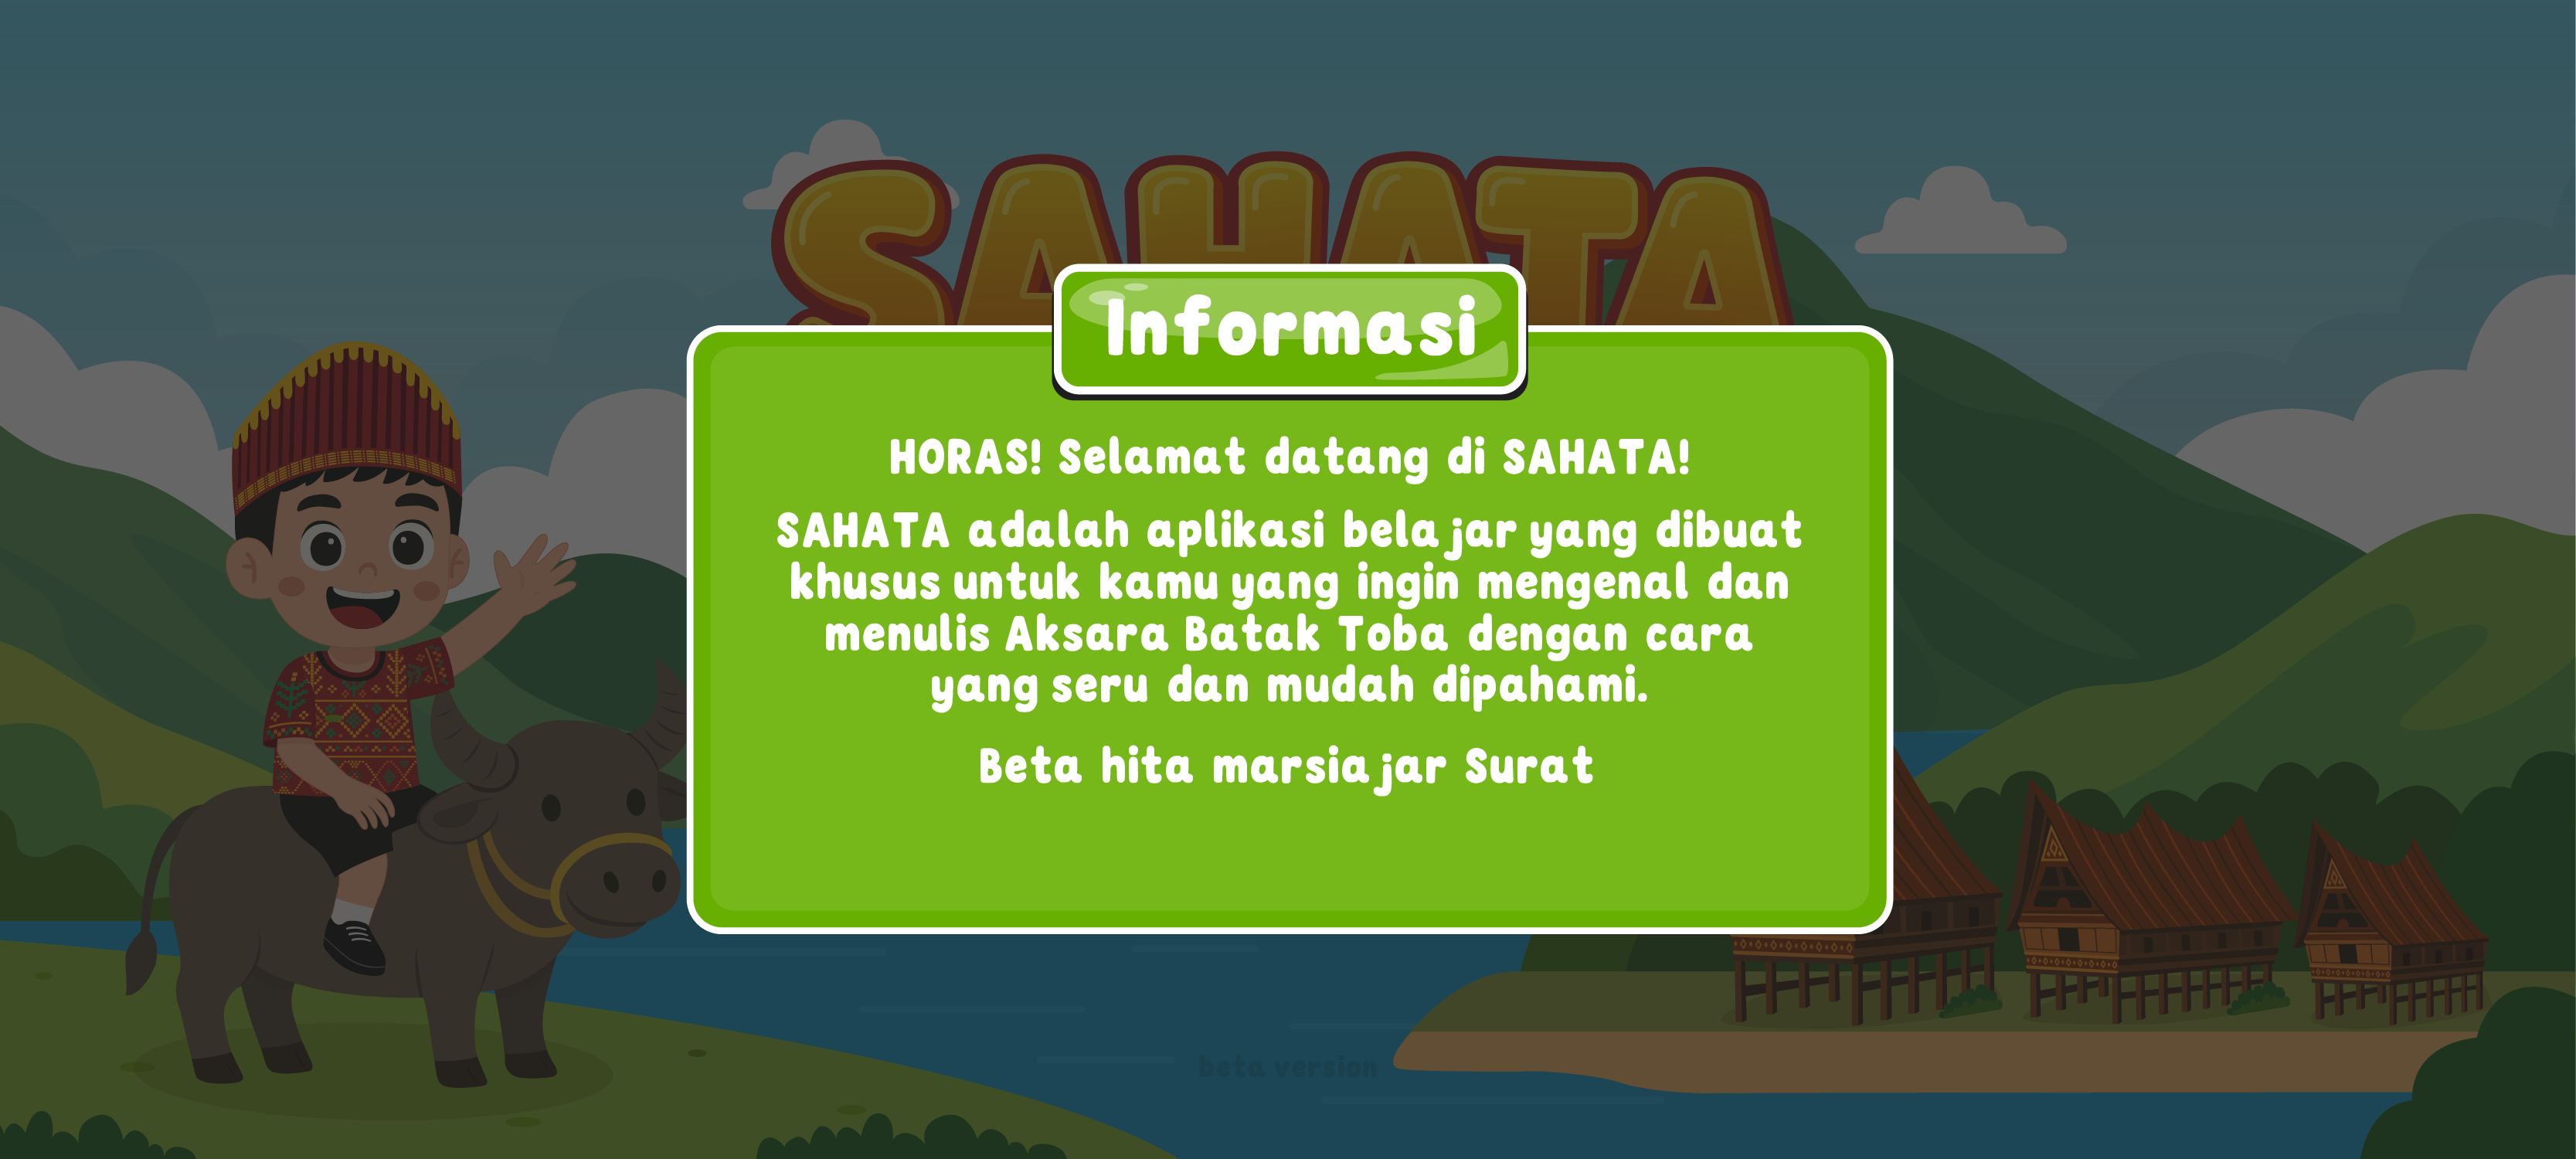 SAHATA
Informasi
HORAS! Selamat datang di SAHATA!
SAHATA adalah aplikasi belajar yang dibuat
khusus untuk kamu yang ingin mengenal dan
menulis Aksara Batak Toba dengan cara
yang seru dan mudah dipahami.
Beta hita marsiajar Surat
beta version